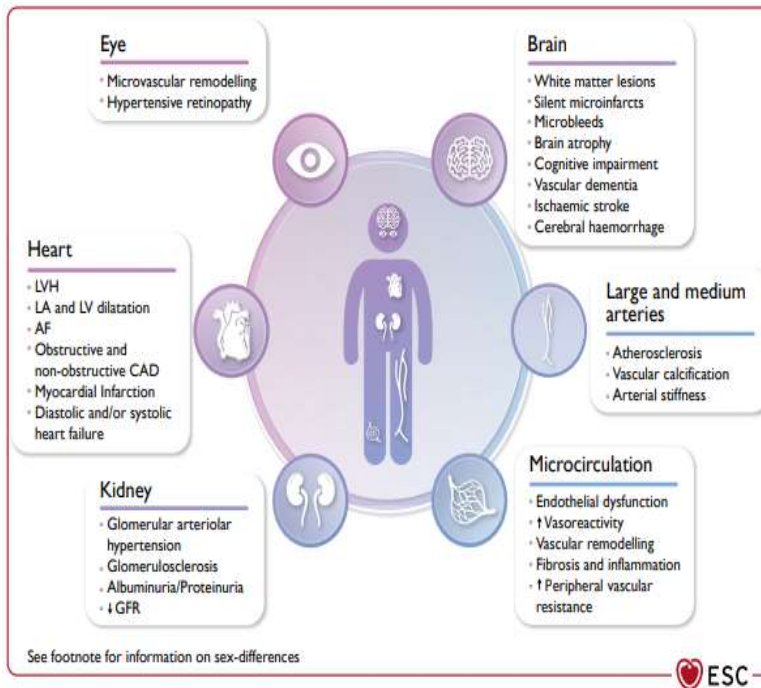 Eye
Microvascular remodelling
Hypertensive retinopathy
Brain
White matter lesions
Silent microinfarcts
Microbleeds
Brain atrophy
Cognitive impairment
Vascular dementia
Ischaemic stroke
Cerebral haemorrhage
Heart
LVH
LA and LV dilatation
AF
Obstructive and
non-obstructive CAD
Myocardial Infarction
Diastolic and/or systolic
heart failure
Large and medium
arteries
Atherosclerosis
Vascular calcification
Arterial stiffness
Kidney
Glomerular arteriolar
hypertension
Glomerulosclerosis
Albuminuria/Proteinuria
↓ GFR
Microcirculation
Endothelial dysfunction
↑ Vasoreactivity
Vascular remodelling
Fibrosis and inflammation
↑ Peripheral vascular
resistance
See footnote for information on sex-differences
ESC